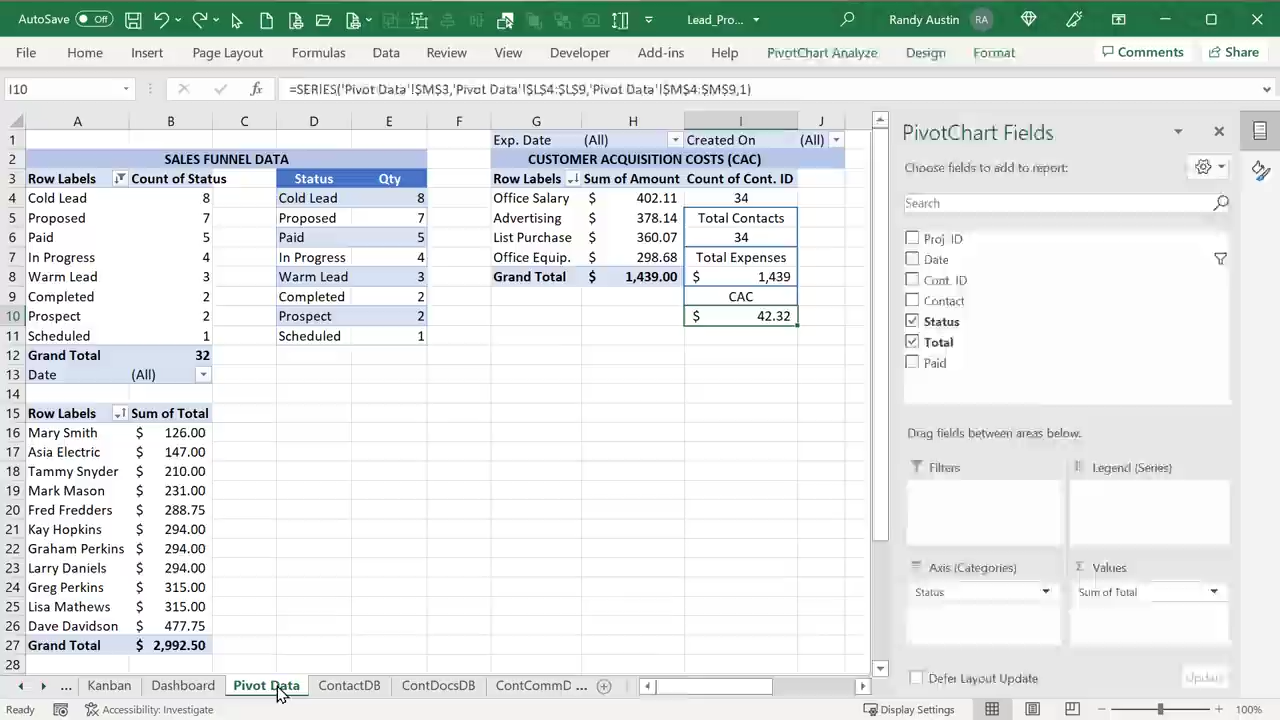 AutoSave Off Lead_Pro... Randy Austin RA
File Home Insert Page Layout Formulas Data Review View Developer Add-ins Help PivotChart Analyze Design Format Comments Share
I10 fx =SERIES('Pivot Data'!$M$3,'Pivot Data'!$L$4:$L$9,'Pivot Data'!$M$4:$M$9,1)
A B C D E F G H I J
1 Exp. Date (All) Created On (All)
2 SALES FUNNEL DATA CUSTOMER ACQUISITION COSTS (CAC)
3 Row Labels Count of Status Status Qty Row Labels Sum of Amount Count of Cont. ID
4 Cold Lead 8 Cold Lead 8 Office Salary $ 402.11 34
5 Proposed 7 Proposed 7 Advertising $ 378.14 Total Contacts
6 Paid 5 Paid 5 List Purchase $ 360.07 34
7 In Progress 4 In Progress 4 Office Equip. $ 298.68 Total Expenses
8 Warm Lead 3 Warm Lead 3 Grand Total $ 1,439.00 $ 1,439
9 Completed 2 Completed 2 CAC
10 Prospect 2 Prospect 2 $ 42.32
11 Scheduled 1 Scheduled 1
12 Grand Total 32
13 Date (All)
14
15 Row Labels Sum of Total
16 Mary Smith $ 126.00
17 Asia Electric $ 147.00
18 Tammy Snyder $ 210.00
19 Mark Mason $ 231.00
20 Fred Fredders $ 288.75
21 Kay Hopkins $ 294.00
22 Graham Perkins $ 294.00
23 Larry Daniels $ 294.00
24 Greg Perkins $ 315.00
25 Lisa Mathews $ 315.00
26 Dave Davidson $ 477.75
27 Grand Total $ 2,992.50
28
PivotChart Fields
Choose fields to add to report:
Search
Proj. ID
Date
Cont. ID
Contact
Status
Total
Paid
Drag fields between areas below:
Filters Legend (Series)
Axis (Categories) Σ Values
Status Sum of Total
Defer Layout Update Update
... Kanban Dashboard Pivot Data ContactDB ContDocsDB ContCommD ...
Ready Accessibility: Investigate Display Settings 100%